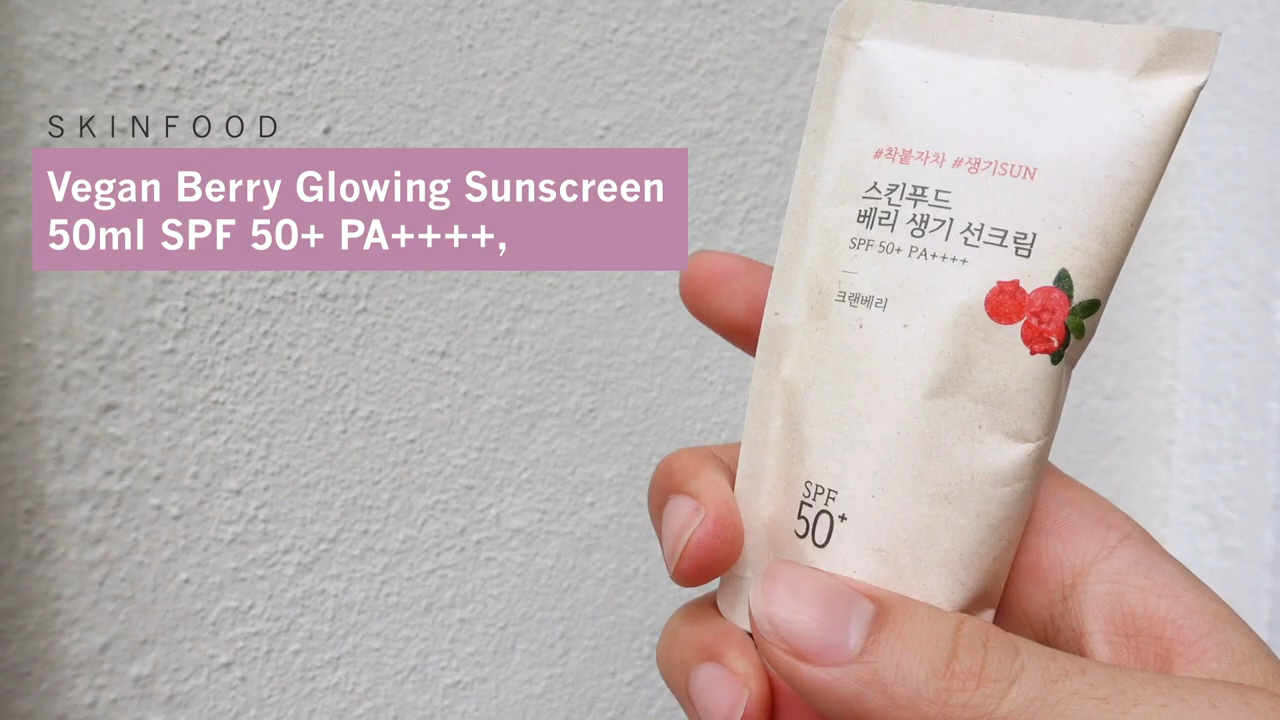 SKINFOOD
Vegan Berry Glowing Sunscreen
50ml SPF 50+ PA++++,
#착붙자차 #생기SUN
스킨푸드
베리 생기 선크림
SPF 50+ PA++++
크랜베리
SPF
50+